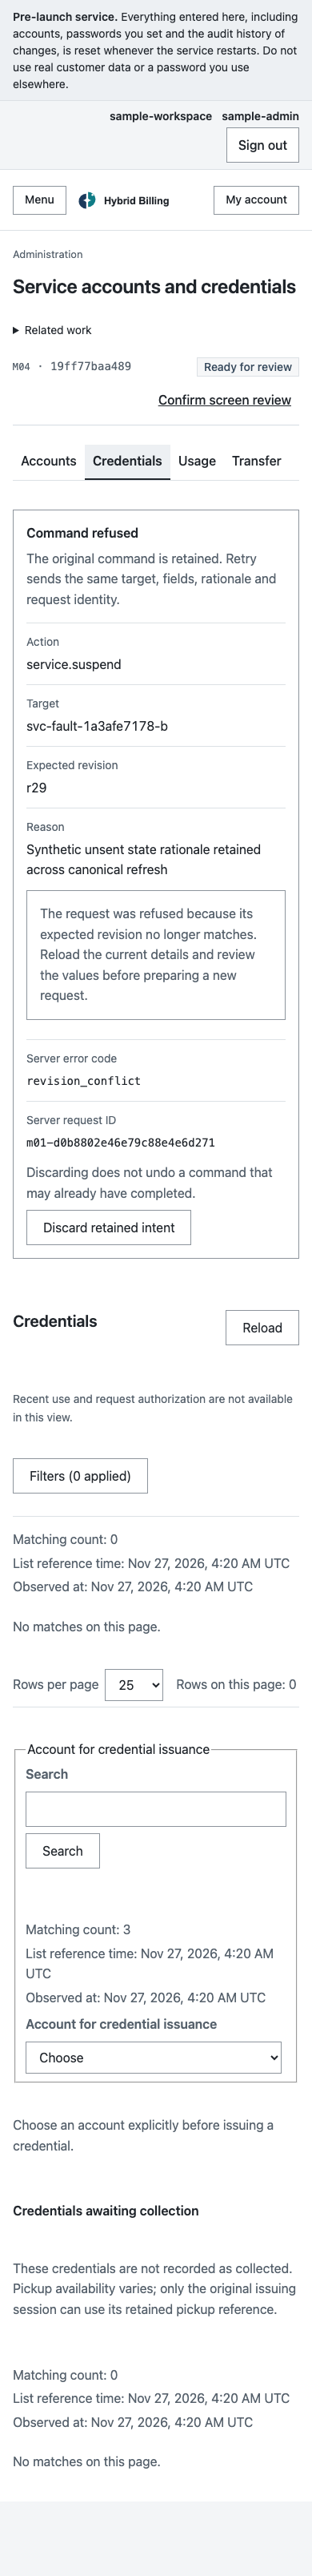 Pre-launch service. Everything entered here, including
accounts, passwords you set and the audit history of
changes, is reset whenever the service restarts. Do not
use real customer data or a password you use
elsewhere.
sample-workspace sample-admin
Sign out
Menu
Hybrid Billing
My account
Administration
Service accounts and credentials
Related work
M04 · 19ff77baa489
Ready for review
Confirm screen review
Accounts Credentials Usage Transfer
Command refused
The original command is retained. Retry
sends the same target, fields, rationale and
request identity.
Action
service.suspend
Target
svc-fault-1a3afe7178-b
Expected revision
r29
Reason
Synthetic unsent state rationale retained
across canonical refresh
The request was refused because its
expected revision no longer matches.
Reload the current details and review
the values before preparing a new
request.
Server error code
revision_conflict
Server request ID
m01-d0b8802e46e79c88e4e6d271
Discarding does not undo a command that
may already have completed.
Discard retained intent
Credentials
Reload
Recent use and request authorization are not available
in this view.
Filters (0 applied)
Matching count: 0
List reference time: Nov 27, 2026, 4:20 AM UTC
Observed at: Nov 27, 2026, 4:20 AM UTC
No matches on this page.
Rows per page 25 Rows on this page: 0
Account for credential issuance
Search
Search
Matching count: 3
List reference time: Nov 27, 2026, 4:20 AM
UTC
Observed at: Nov 27, 2026, 4:20 AM UTC
Account for credential issuance
Choose
Choose an account explicitly before issuing a
credential.
Credentials awaiting collection
These credentials are not recorded as collected.
Pickup availability varies; only the original issuing
session can use its retained pickup reference.
Matching count: 0
List reference time: Nov 27, 2026, 4:20 AM UTC
Observed at: Nov 27, 2026, 4:20 AM UTC
No matches on this page.